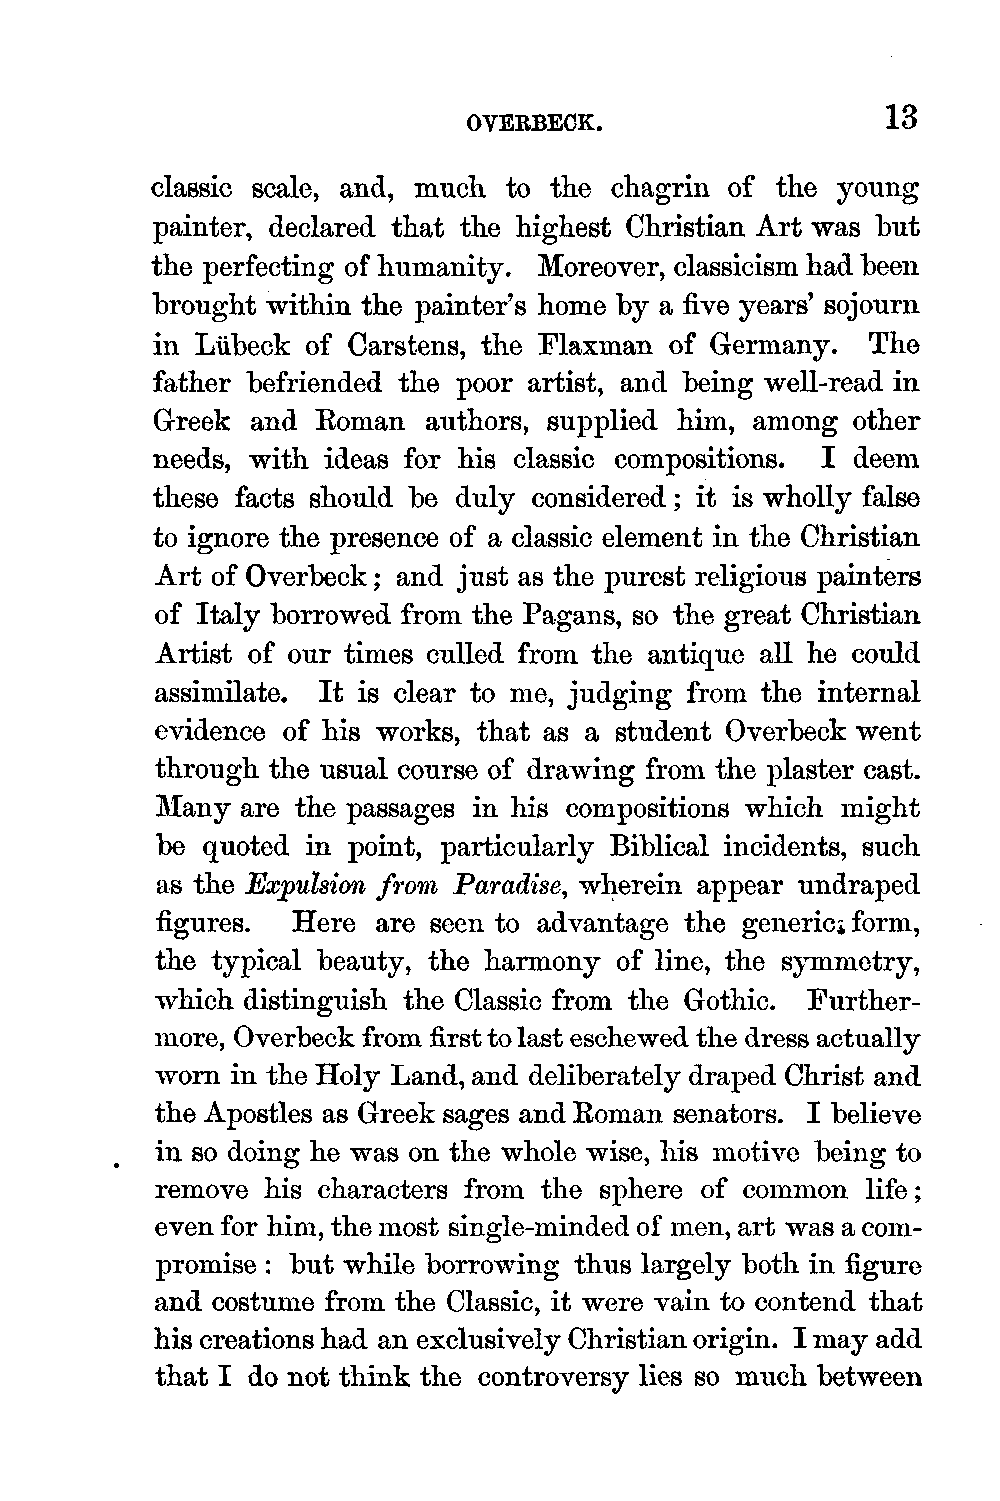 OVERBECK. 13
classic scale, and, much to the chagrin of the young
painter, declared that the highest Christian Art was but
the perfecting of humanity. Moreover, classicism had been
brought within the painter's home by a five years' sojourn
in Lübeck of Carstens, the Flaxman of Germany. The
father befriended the poor artist, and being well-read in
Greek and Roman authors, supplied him, among other
needs, with ideas for his classic compositions. I deem
these facts should be duly considered; it is wholly false
to ignore the presence of a classic element in the Christian
Art of Overbeck; and just as the purest religious painters
of Italy borrowed from the Pagans, so the great Christian
Artist of our times culled from the antique all he could
assimilate. It is clear to me, judging from the internal
evidence of his works, that as a student Overbeck went
through the usual course of drawing from the plaster cast.
Many are the passages in his compositions which might
be quoted in point, particularly Biblical incidents, such
as the Expulsion from Paradise, wherein appear undraped
figures. Here are seen to advantage the generic form,
the typical beauty, the harmony of line, the symmetry,
which distinguish the Classic from the Gothic. Further-
more, Overbeck from first to last eschewed the dress actually
worn in the Holy Land, and deliberately draped Christ and
the Apostles as Greek sages and Roman senators. I believe
in so doing he was on the whole wise, his motive being to
remove his characters from the sphere of common life;
even for him, the most single-minded of men, art was a com-
promise: but while borrowing thus largely both in figure
and costume from the Classic, it were vain to contend that
his creations had an exclusively Christian origin. I may add
that I do not think the controversy lies so much between